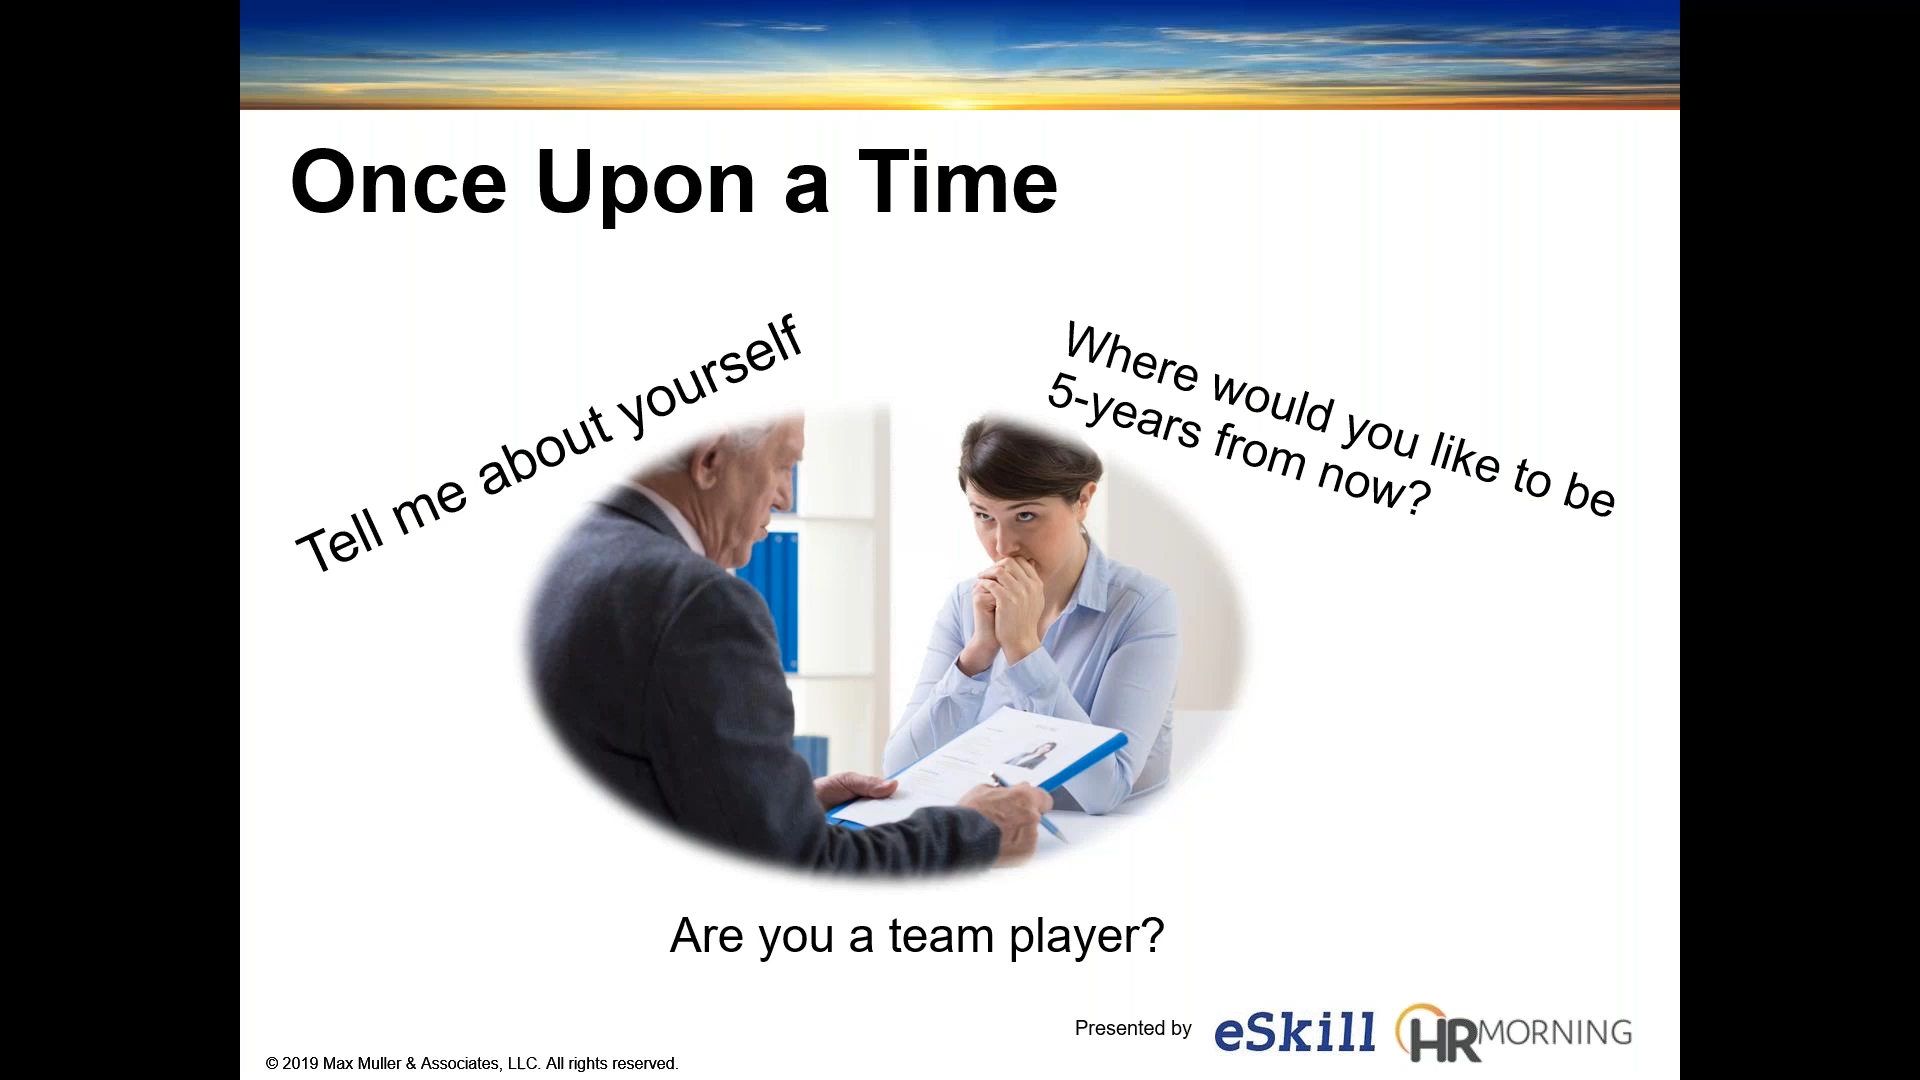 Once Upon a Time
Tell me about yourself
Where would you like to be
5-years from now?
Are you a team player?
Presented by
eSkill
HRMORNING
© 2019 Max Muller & Associates, LLC. All rights reserved.